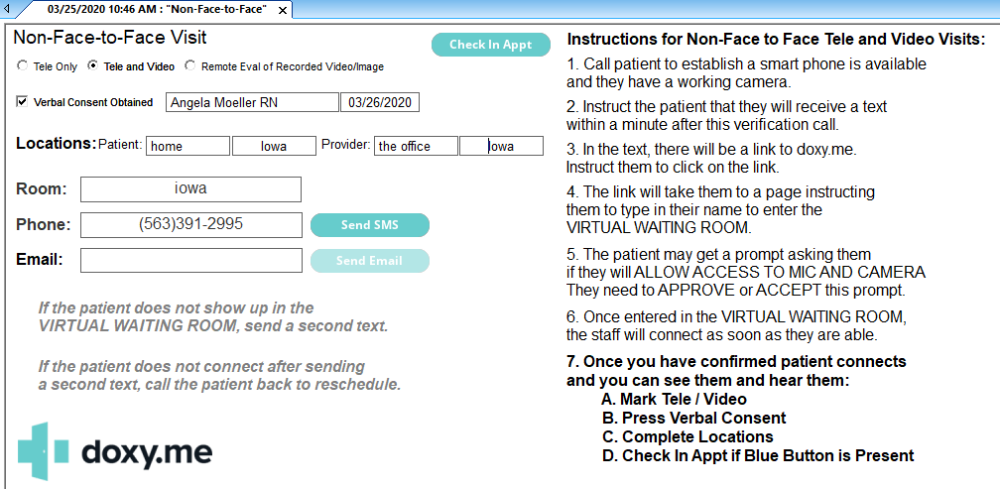 03/25/2020 10:46 AM : "Non-Face-to-Face"
Non-Face-to-Face Visit
Check In Appt
Tele Only Tele and Video Remote Eval of Recorded Video/Image
Verbal Consent Obtained Angela Moeller RN 03/26/2020
Locations: Patient: home Iowa Provider: the office Iowa
Room: iowa
Phone: (563)391-2995 Send SMS
Email: Send Email
If the patient does not show up in the
VIRTUAL WAITING ROOM, send a second text.
If the patient does not connect after sending
a second text, call the patient back to reschedule.
doxy.me
Instructions for Non-Face to Face Tele and Video Visits:
1. Call patient to establish a smart phone is available
and they have a working camera.
2. Instruct the patient that they will receive a text
within a minute after this verification call.
3. In the text, there will be a link to doxy.me.
Instruct them to click on the link.
4. The link will take them to a page instructing
them to type in their name to enter the
VIRTUAL WAITING ROOM.
5. The patient may get a prompt asking them
if they will ALLOW ACCESS TO MIC AND CAMERA
They need to APPROVE or ACCEPT this prompt.
6. Once entered in the VIRTUAL WAITING ROOM,
the staff will connect as soon as they are able.
7. Once you have confirmed patient connects
and you can see them and hear them:
A. Mark Tele / Video
B. Press Verbal Consent
C. Complete Locations
D. Check In Appt if Blue Button is Present